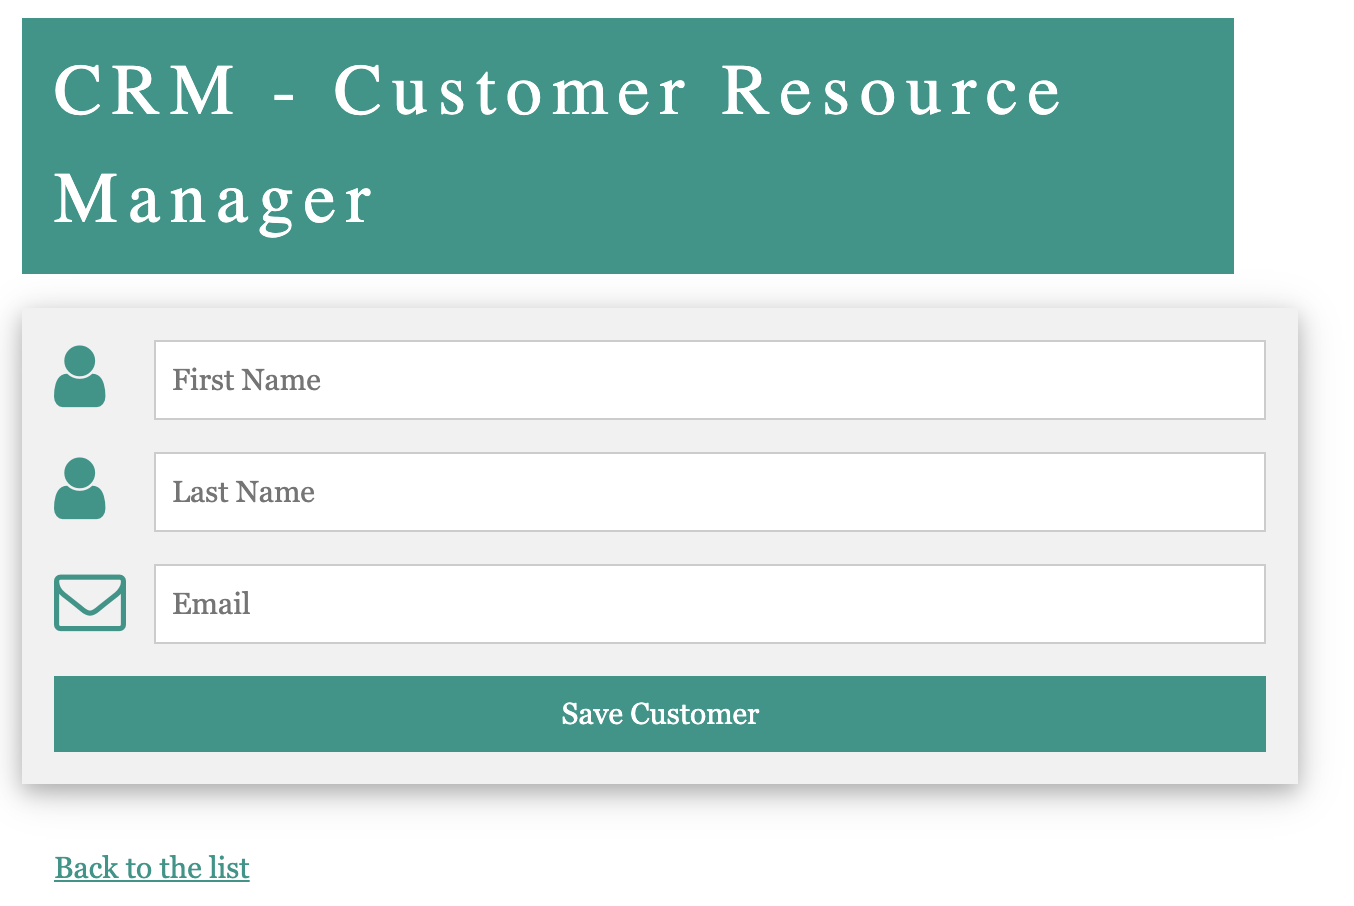 CRM - Customer Resource
Manager
First Name
Last Name
Email
Save Customer
Back to the list